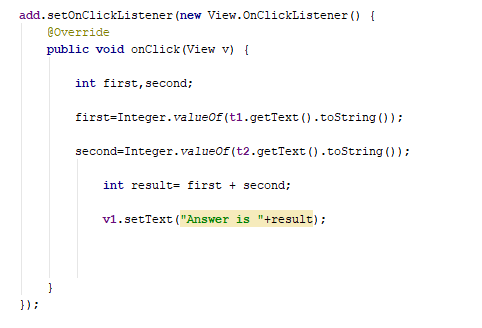 add.setOnClickListener(new View.OnClickListener() {
@Override
public void onClick(View v) {
int first,second;
first=Integer.valueOf(t1.getText().toString());
second=Integer.valueOf(t2.getText().toString());
int result= first + second;
v1.setText("Answer is "+result);
}
});